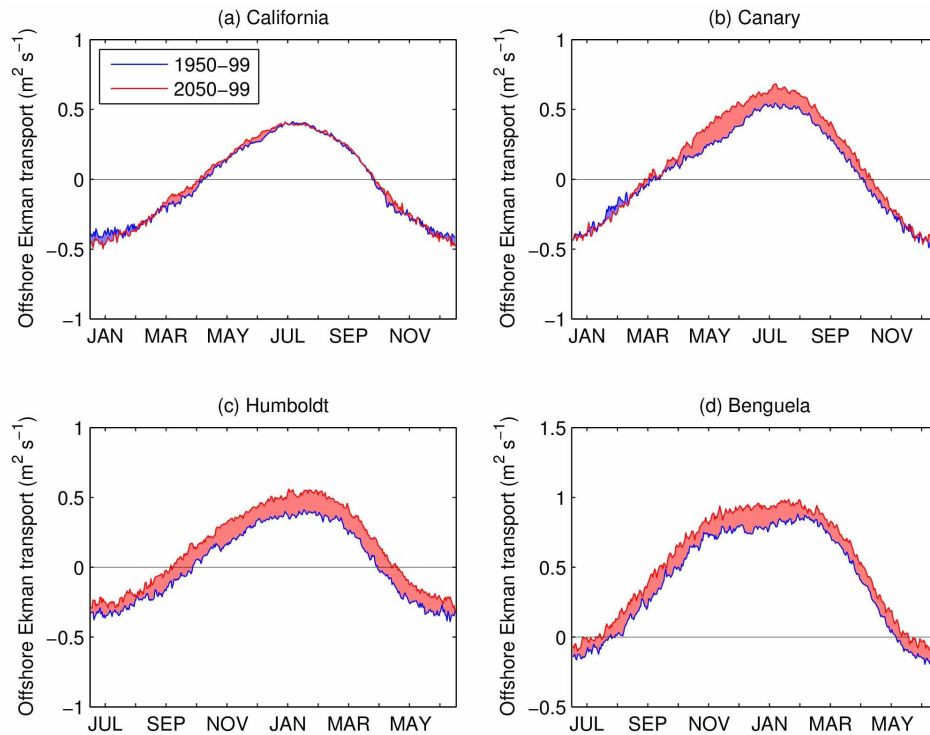 (a) California
Offshore Ekman transport (m² s⁻¹)
1
0.5
0
−0.5
−1
1950−99
2050−99
JAN MAR MAY JUL SEP NOV
(b) Canary
Offshore Ekman transport (m² s⁻¹)
1
0.5
0
−0.5
−1
JAN MAR MAY JUL SEP NOV
(c) Humboldt
Offshore Ekman transport (m² s⁻¹)
1
0.5
0
−0.5
−1
JUL SEP NOV JAN MAR MAY
(d) Benguela
Offshore Ekman transport (m² s⁻¹)
1.5
1
0.5
0
−0.5
JUL SEP NOV JAN MAR MAY